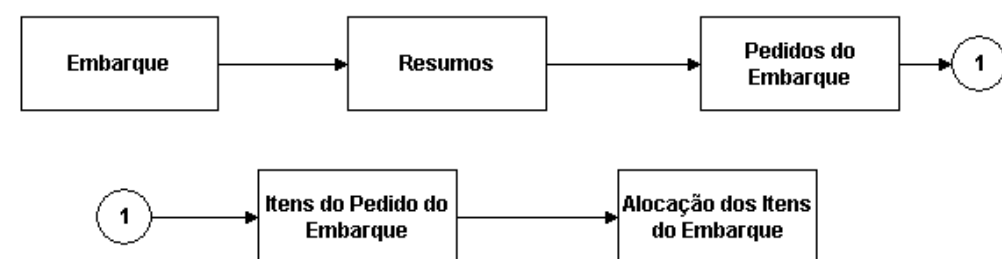 Embarque
Resumos
Pedidos do
Embarque
1
1
Itens do Pedido do
Embarque
Alocação dos Itens
do Embarque